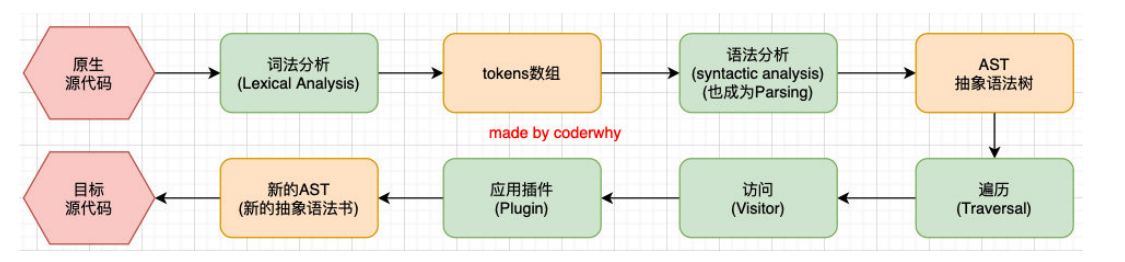 原生
源代码
词法分析
(Lexical Analysis)
tokens数组
语法分析
(syntactic analysis)
(也成为Parsing)
AST
抽象语法树
made by coderwhy
目标
源代码
新的AST
(新的抽象语法书)
应用插件
(Plugin)
访问
(Visitor)
遍历
(Traversal)